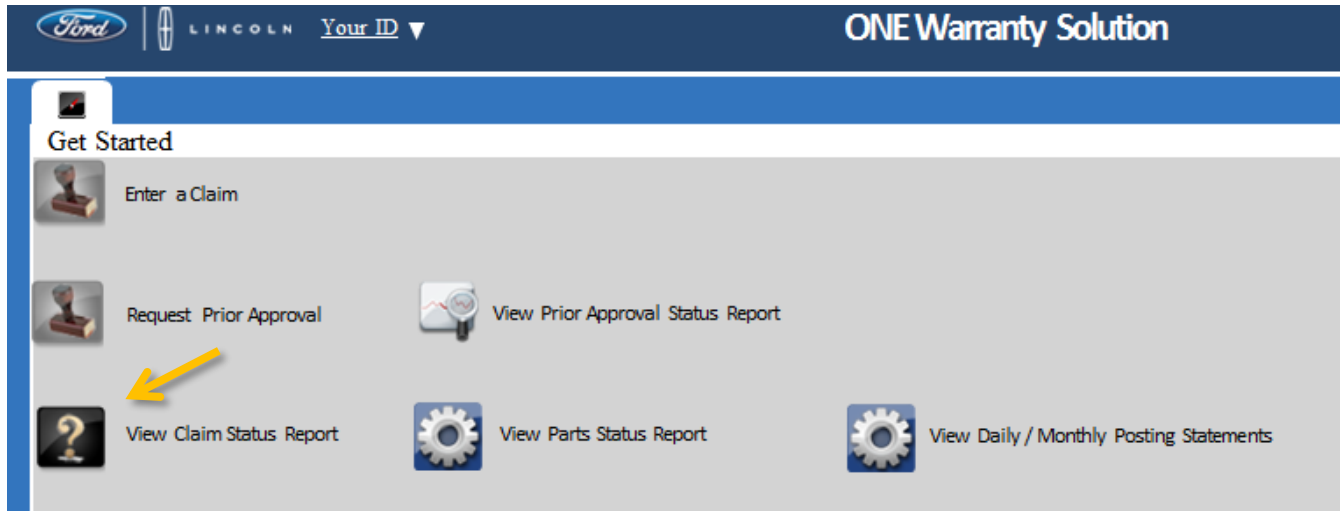 Ford LINCOLN Your ID ▼ ONE Warranty Solution
Get Started
Enter a Claim
Request Prior Approval View Prior Approval Status Report
? View Claim Status Report View Parts Status Report View Daily / Monthly Posting Statements